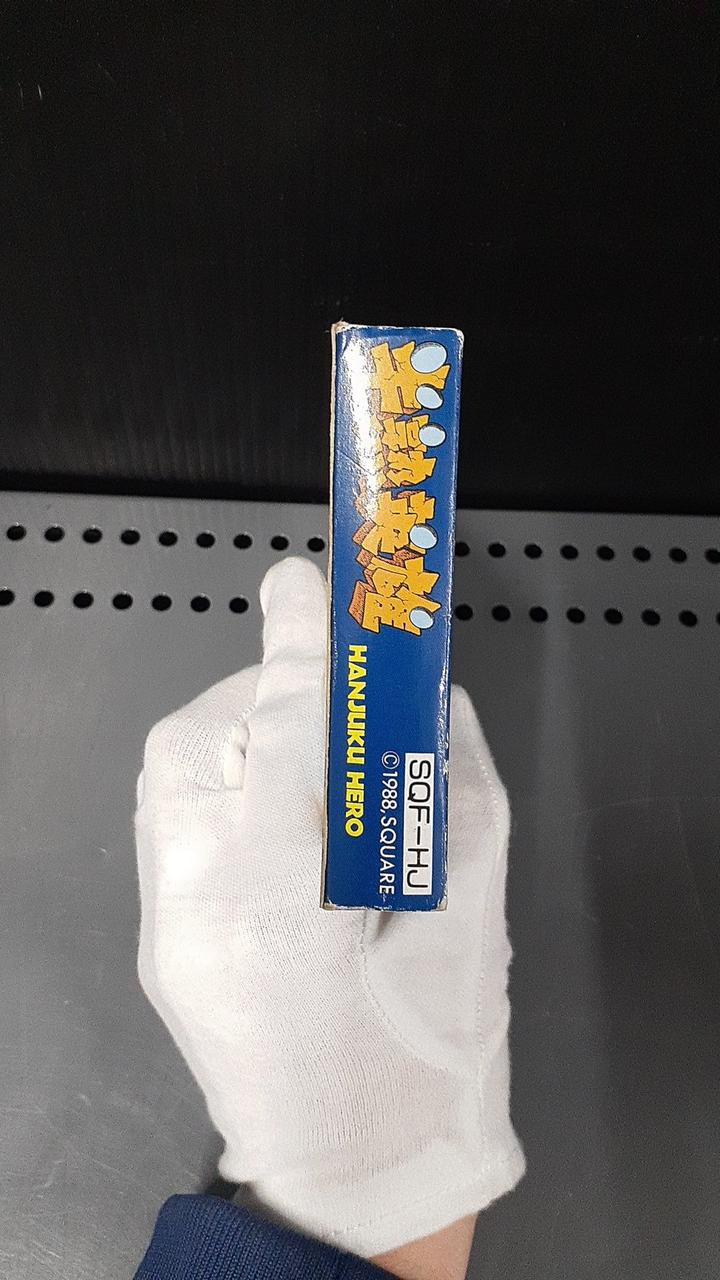 半熟英雄
HANJUKU HERO
SQF-HJ
©1988, SQUARE